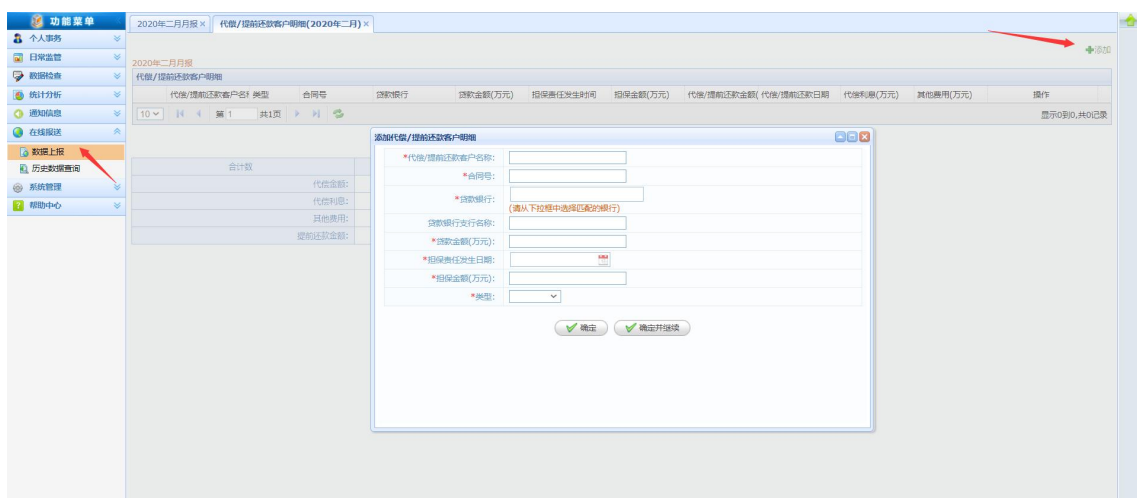 功能菜单
个人事务
日常监管
数据检查
统计分析
通知信息
在线报送
数据上报
历史数据查询
系统管理
帮助中心
2020年二月月报× 代偿/提前还款客户明细(2020年二月)×
添加
2020年二月月报
代偿/提前还款客户明细
代偿/提前还款客户名 类型 合同号 贷款银行 贷款金额(万元) 担保责任发生时间 担保金额(万元) 代偿/提前还款金额( 代偿/提前还款日期 代偿利息(万元) 其他费用(万元) 操作
10 第 1 共1页 显示0到0,共0记录
合计数
代偿金额:
代偿利息:
其他费用:
提前还款金额:
添加代偿/提前还款客户明细
*代偿/提前还款客户名称:
*合同号:
*贷款银行:
(请从下拉框中选择匹配的银行)
贷款银行支行名称:
*贷款金额(万元):
*担保责任发生日期:
*担保金额(万元):
*类型:
确定 确定并继续